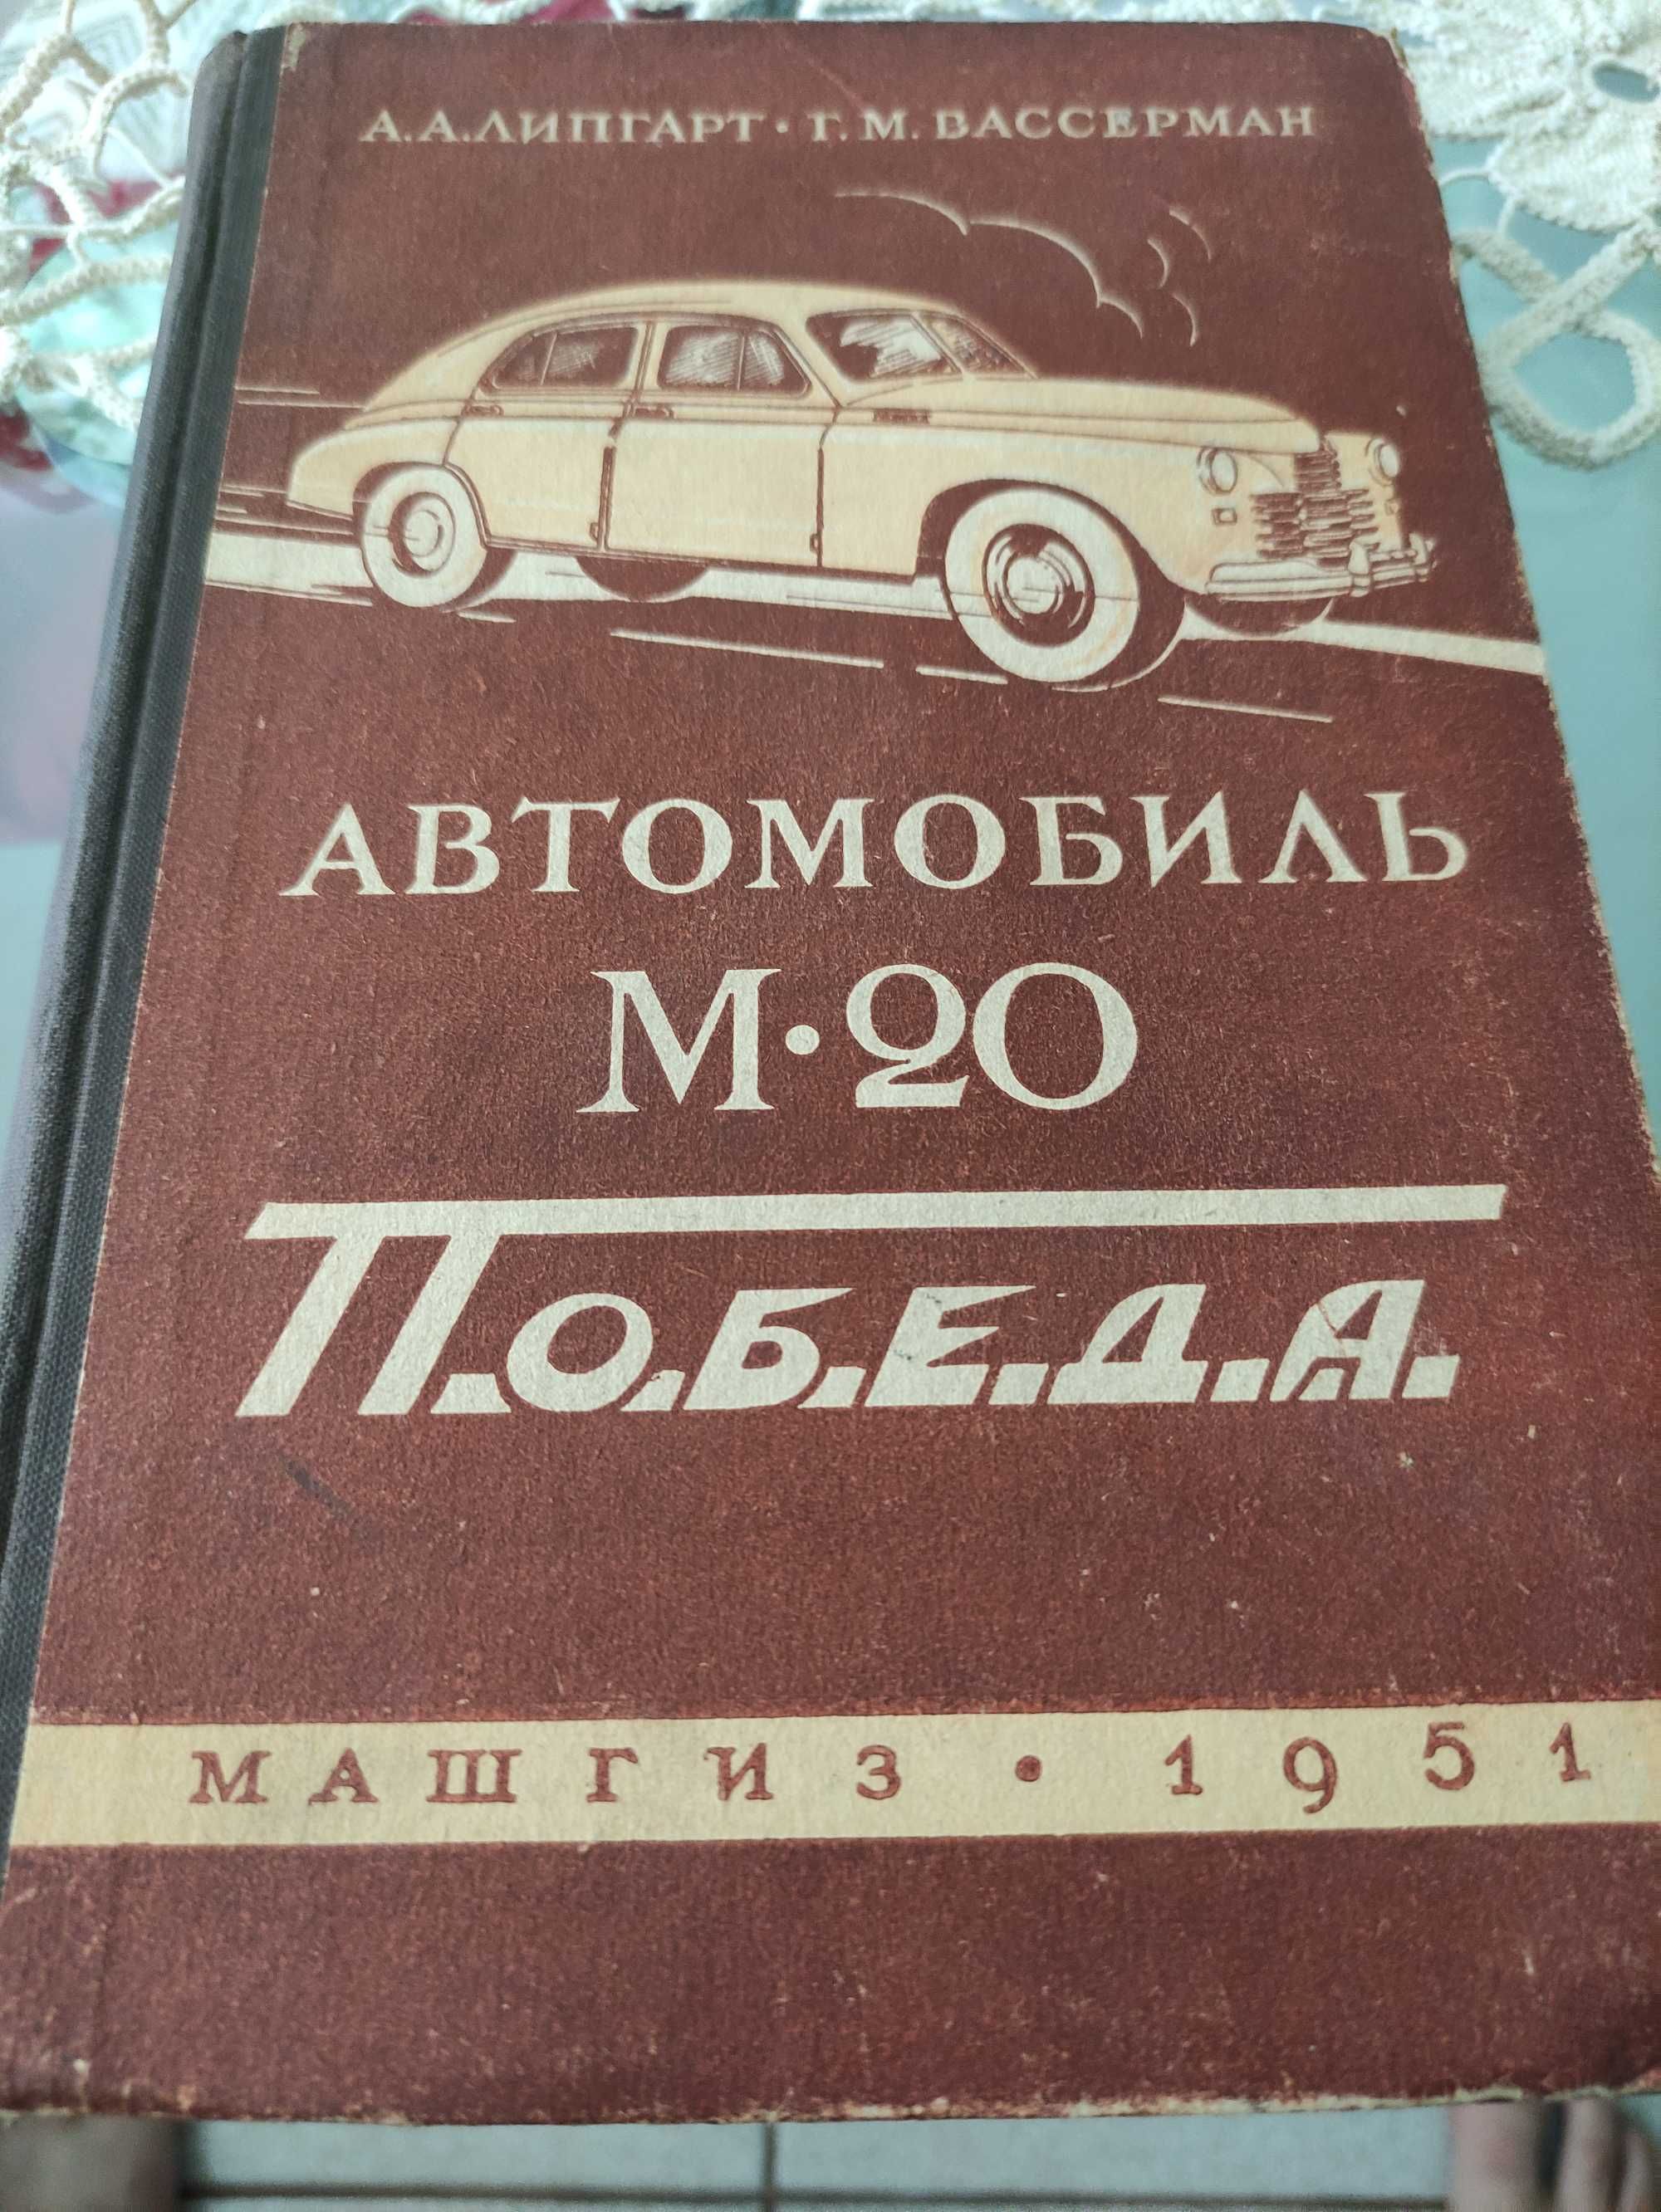 А.А.ЛИПГАРТ · Г.М.ВАССЕРМАН
АВТОМОБИЛЬ
М·20
П.О.Б.Е.Д.А.
МАШГИЗ · 1951